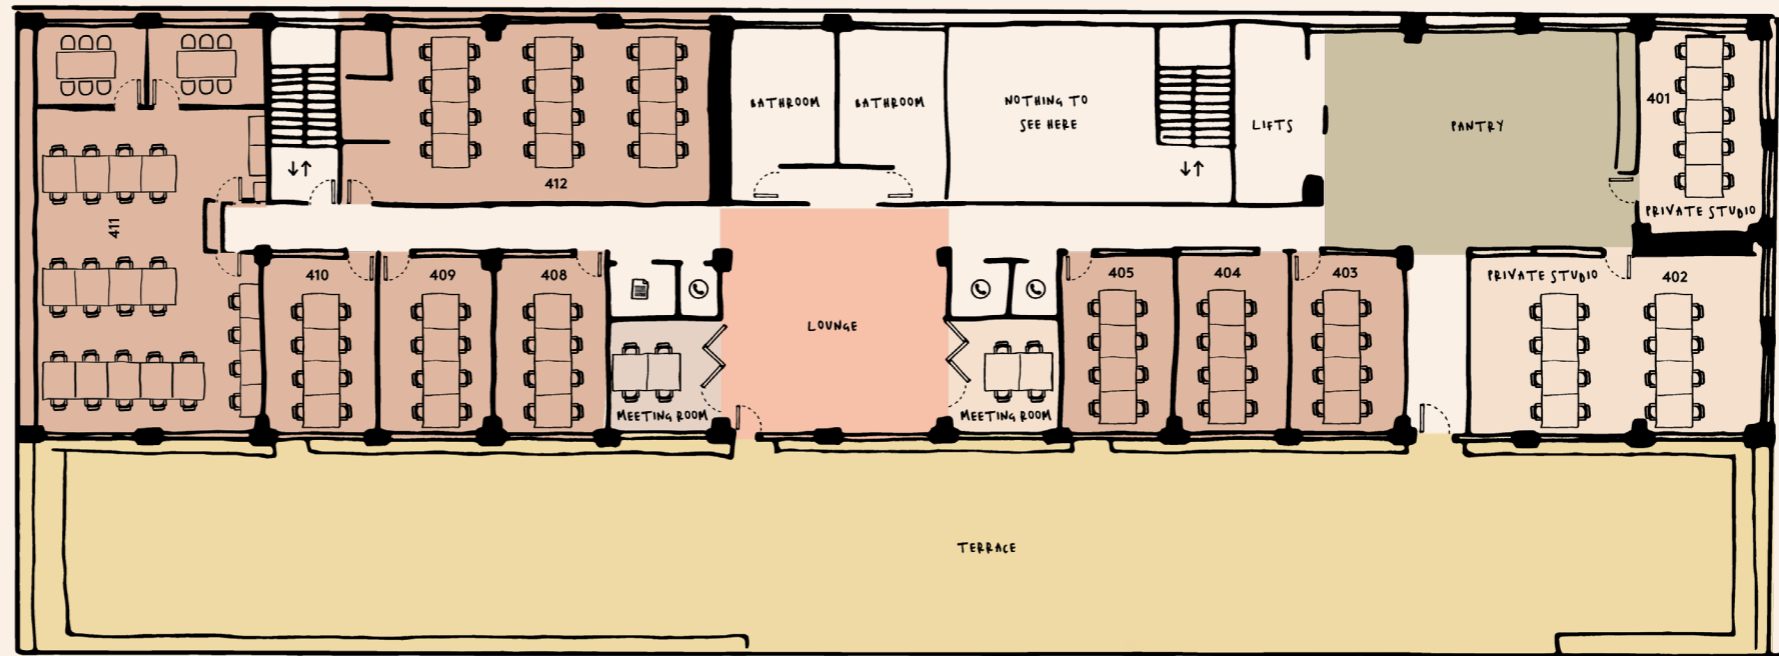 BATHROOM
BATHROOM
NOTHING TO
SEE HERE
LIFTS
PANTRY
401
PRIVATE STUDIO
412
411
410
409
408
405
404
403
PRIVATE STUDIO
402
LOUNGE
MEETING ROOM
MEETING ROOM
TERRACE